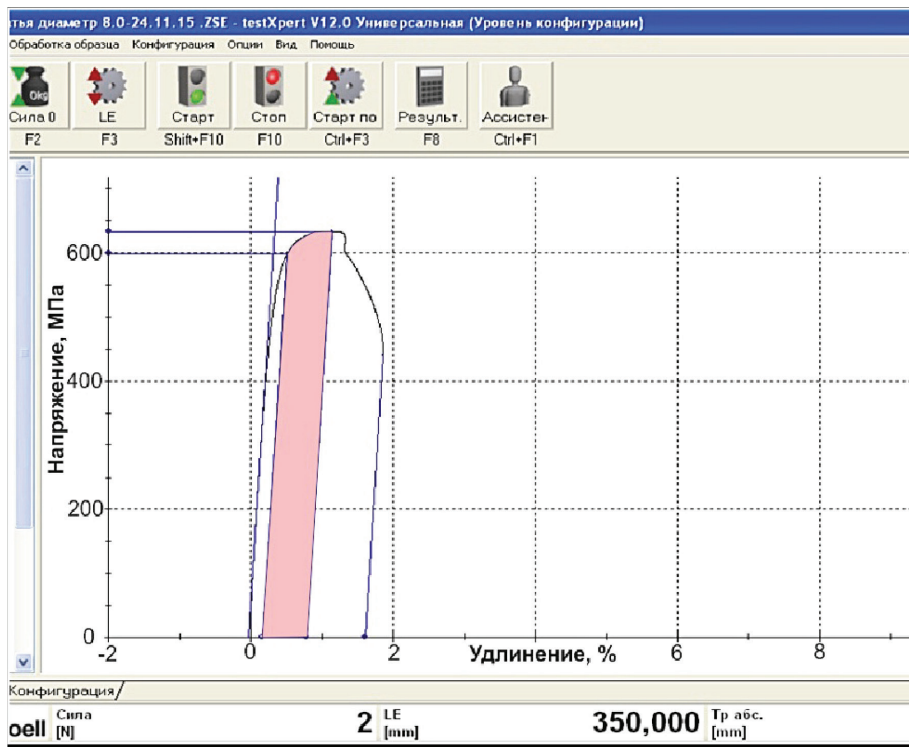 тья диаметр 8.0-24.11.15 .ZSE - testXpert V12.0 Универсальная (Уровень конфигурации)
Обработка образца Конфигурация Опции Вид Помощь
0kg
Сила 0 LE Старт Стоп Старт по Результ. Ассистен
F2 F3 Shift+F10 F10 Ctrl+F3 F8 Ctrl+F1
Напряжение, МПа
600
400
200
0
-2 0 2 Удлинение, % 6 8
Конфигурация
oell Сила [N] 2 LE [mm] 350,000 Тр абс. [mm]